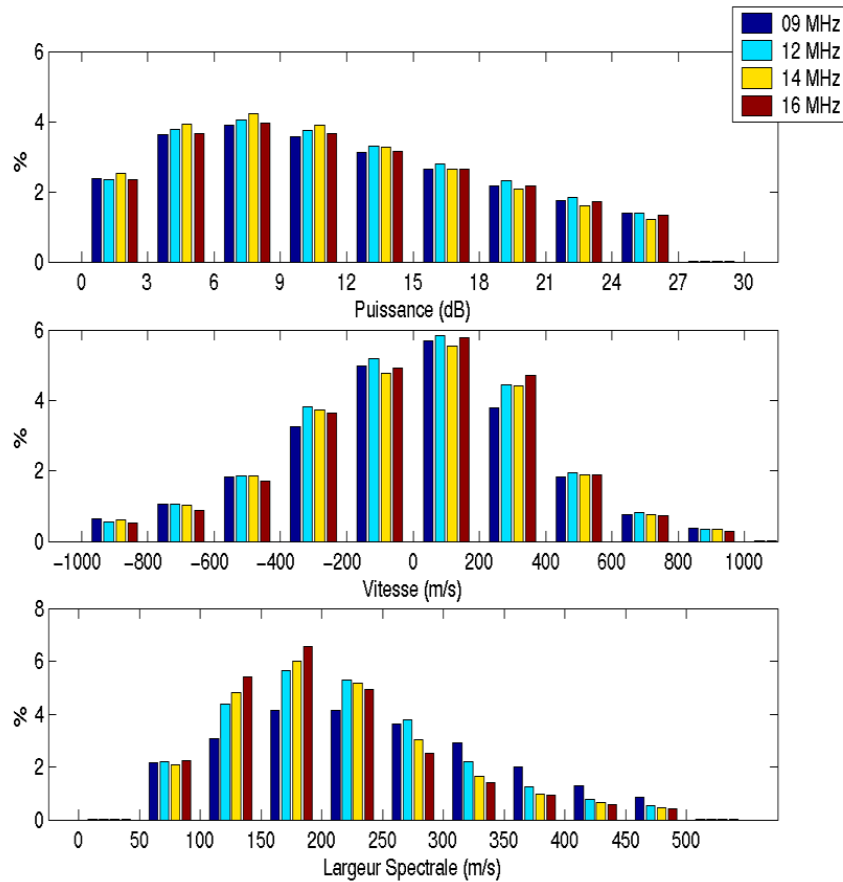 09 MHz
12 MHz
14 MHz
16 MHz
6
4
2
0
%
0 3 6 9 12 15 18 21 24 27 30
Puissance (dB)
6
4
2
0
%
−1000 −800 −600 −400 −200 0 200 400 600 800 1000
Vitesse (m/s)
8
6
4
2
0
%
0 50 100 150 200 250 300 350 400 450 500
Largeur Spectrale (m/s)